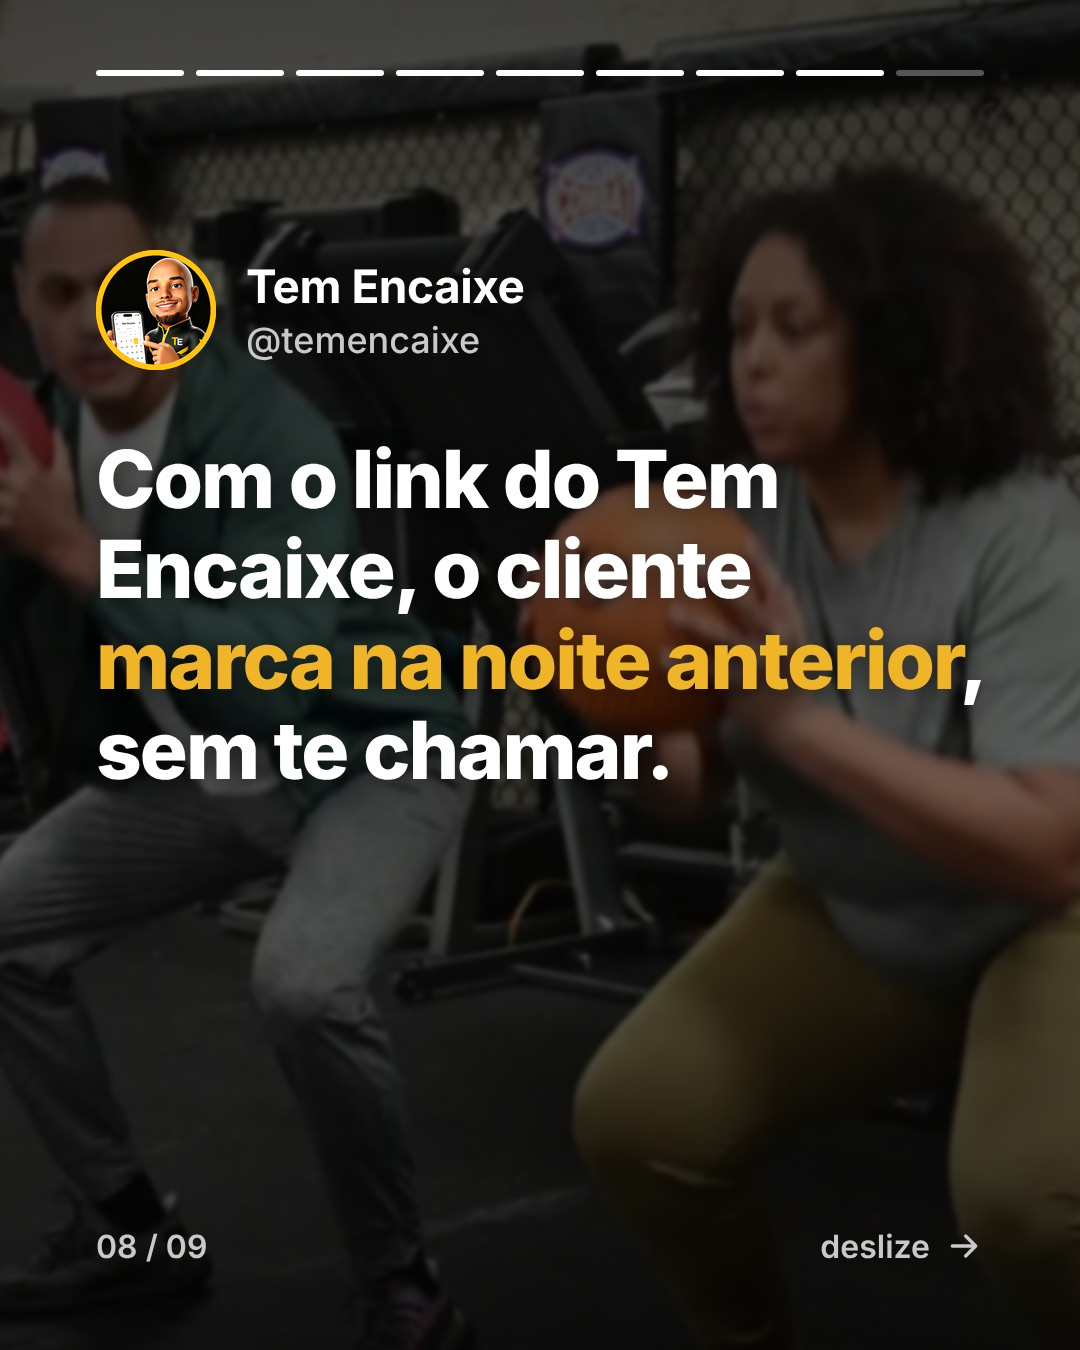 Tem Encaixe
@temencaixe
Com o link do Tem
Encaixe, o cliente
marca na noite anterior,
sem te chamar.
08 / 09
deslize →